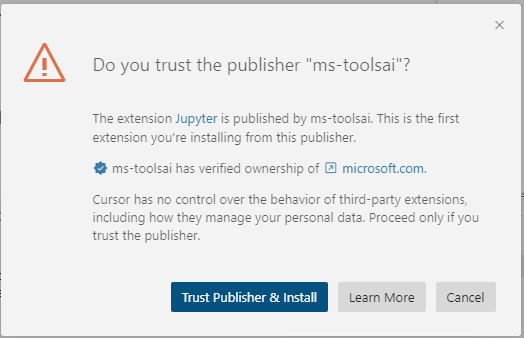 Do you trust the publisher "ms-toolsai"?
The extension Jupyter is published by ms-toolsai. This is the first
extension you're installing from this publisher.
ms-toolsai has verified ownership of microsoft.com.
Cursor has no control over the behavior of third-party extensions,
including how they manage your personal data. Proceed only if you
trust the publisher.
Trust Publisher & Install Learn More Cancel